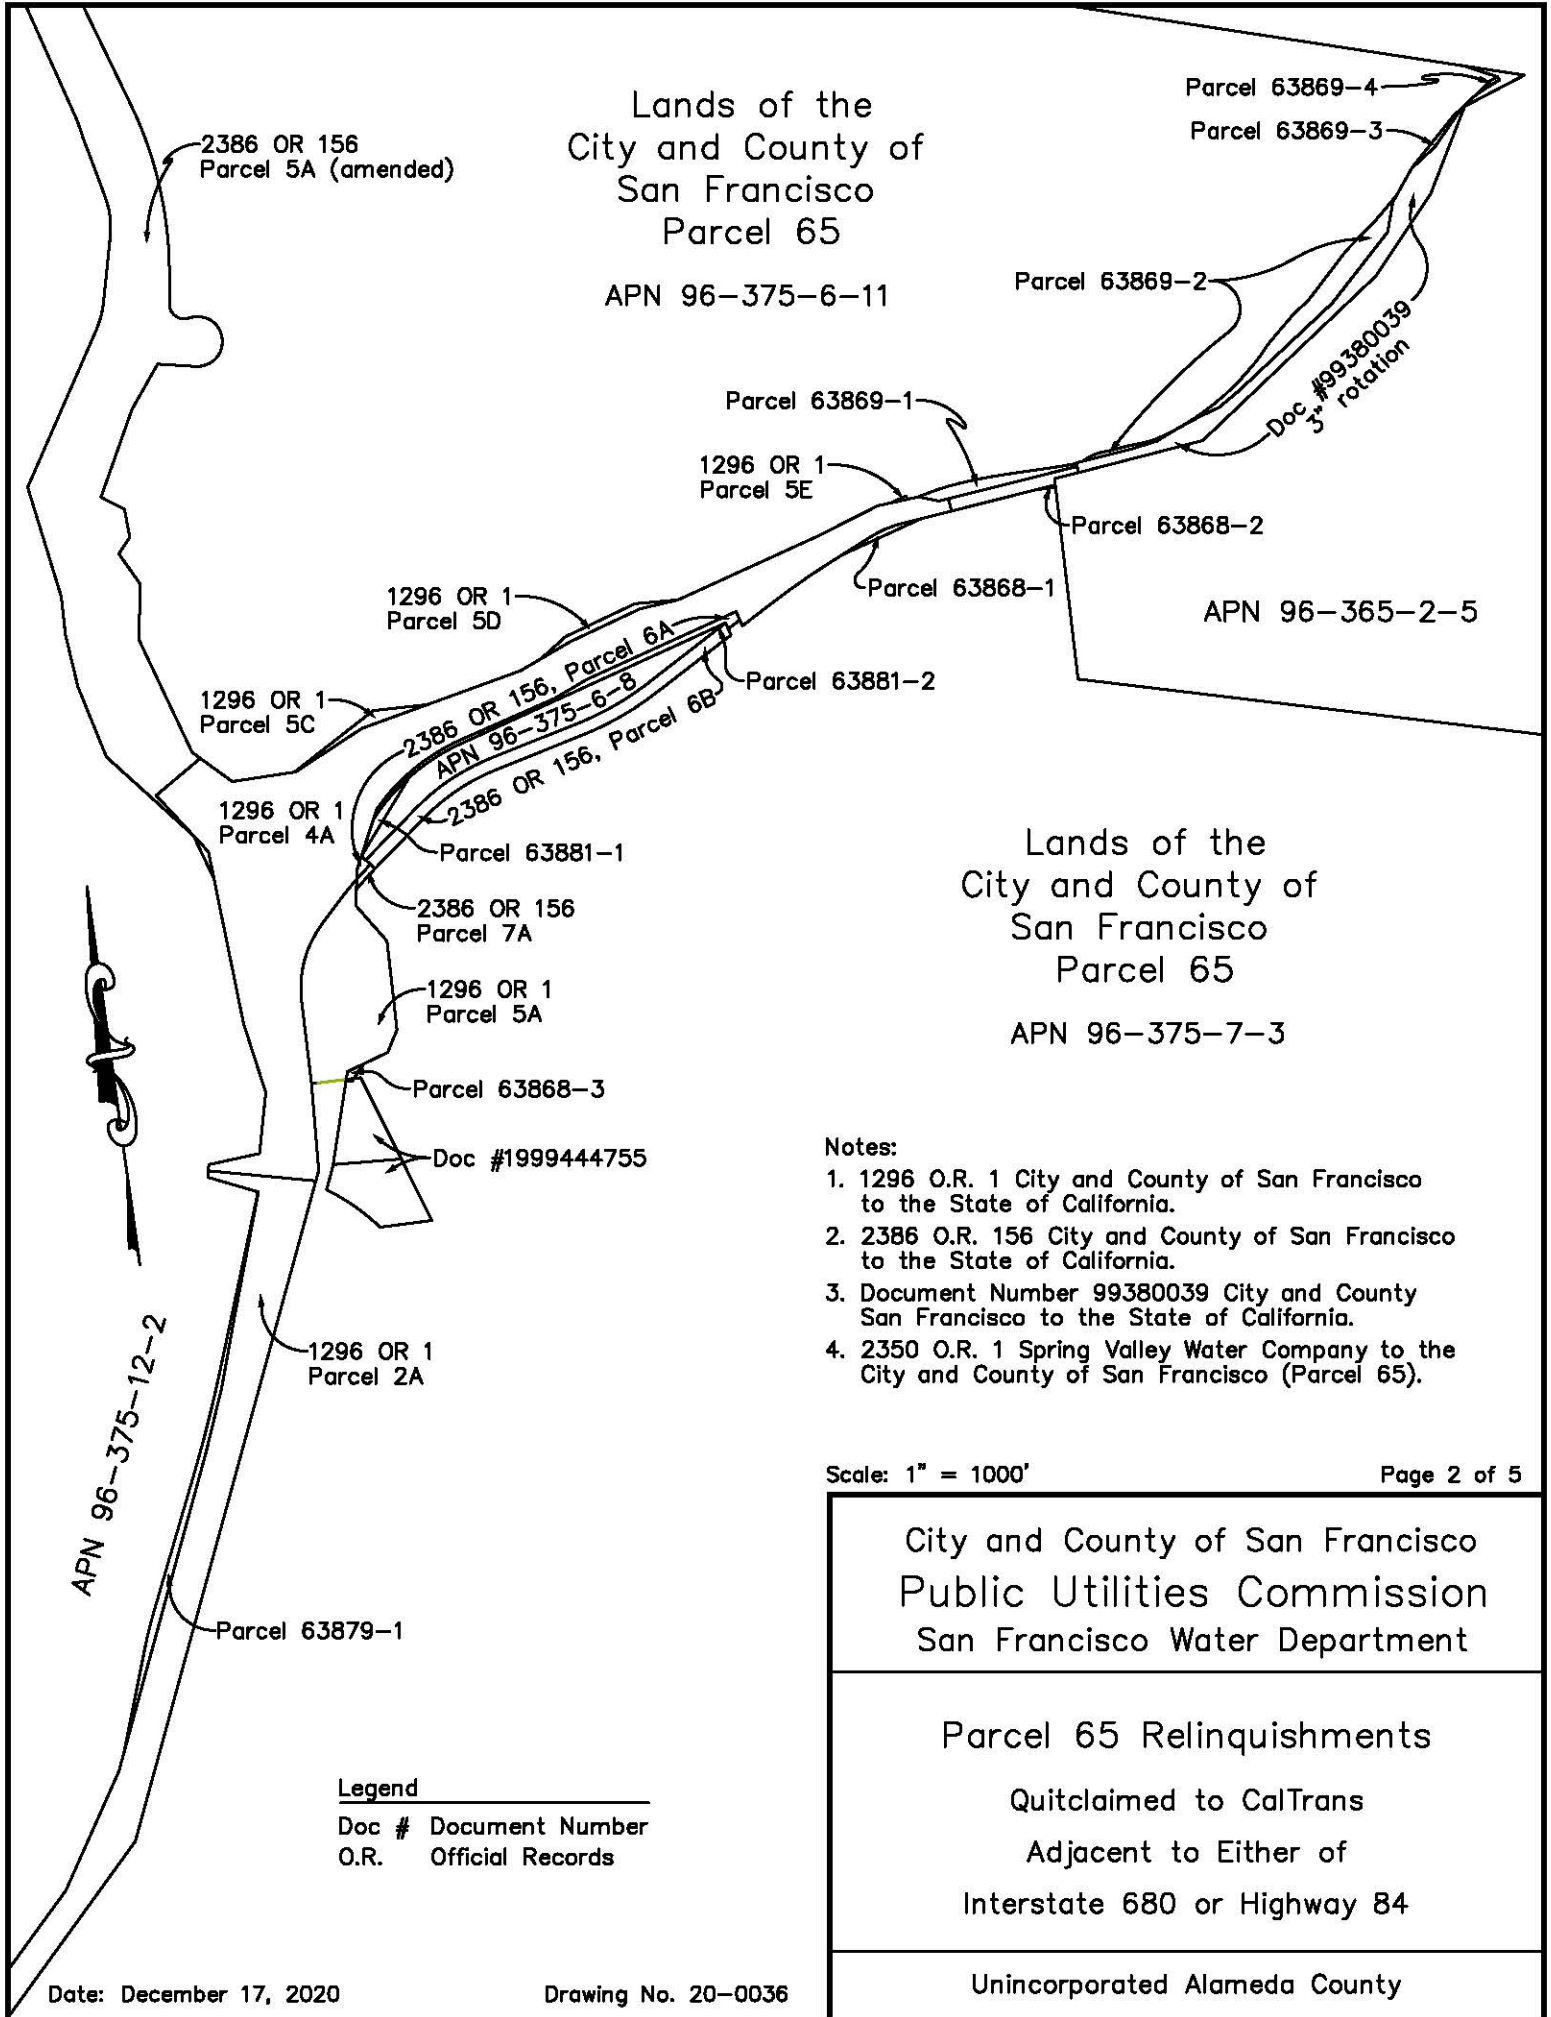 Lands of the
City and County of
San Francisco
Parcel 65
APN 96-375-6-11
2386 OR 156
Parcel 5A (amended)
Parcel 63869-4
Parcel 63869-3
Parcel 63869-2
Doc #99380039
3" rotation
Parcel 63869-1
1296 OR 1
Parcel 5E
Parcel 63868-2
Parcel 63868-1
APN 96-365-2-5
1296 OR 1
Parcel 5D
2386 OR 156, Parcel 6A
APN 96-375-6-8
2386 OR 156, Parcel 6B
Parcel 63881-2
1296 OR 1
Parcel 5C
1296 OR 1
Parcel 4A
Parcel 63881-1
2386 OR 156
Parcel 7A
Lands of the
City and County of
San Francisco
Parcel 65
APN 96-375-7-3
1296 OR 1
Parcel 5A
Parcel 63868-3
Doc #1999444755
1296 OR 1
Parcel 2A
APN 96-375-12-2
Parcel 63879-1
Notes:
1. 1296 O.R. 1 City and County of San Francisco
to the State of California.
2. 2386 O.R. 156 City and County of San Francisco
to the State of California.
3. Document Number 99380039 City and County
San Francisco to the State of California.
4. 2350 O.R. 1 Spring Valley Water Company to the
City and County of San Francisco (Parcel 65).
Scale: 1" = 1000'
Page 2 of 5
City and County of San Francisco
Public Utilities Commission
San Francisco Water Department
Parcel 65 Relinquishments
Quitclaimed to CalTrans
Adjacent to Either of
Interstate 680 or Highway 84
Unincorporated Alameda County
Legend
Doc # Document Number
O.R. Official Records
Date: December 17, 2020
Drawing No. 20-0036